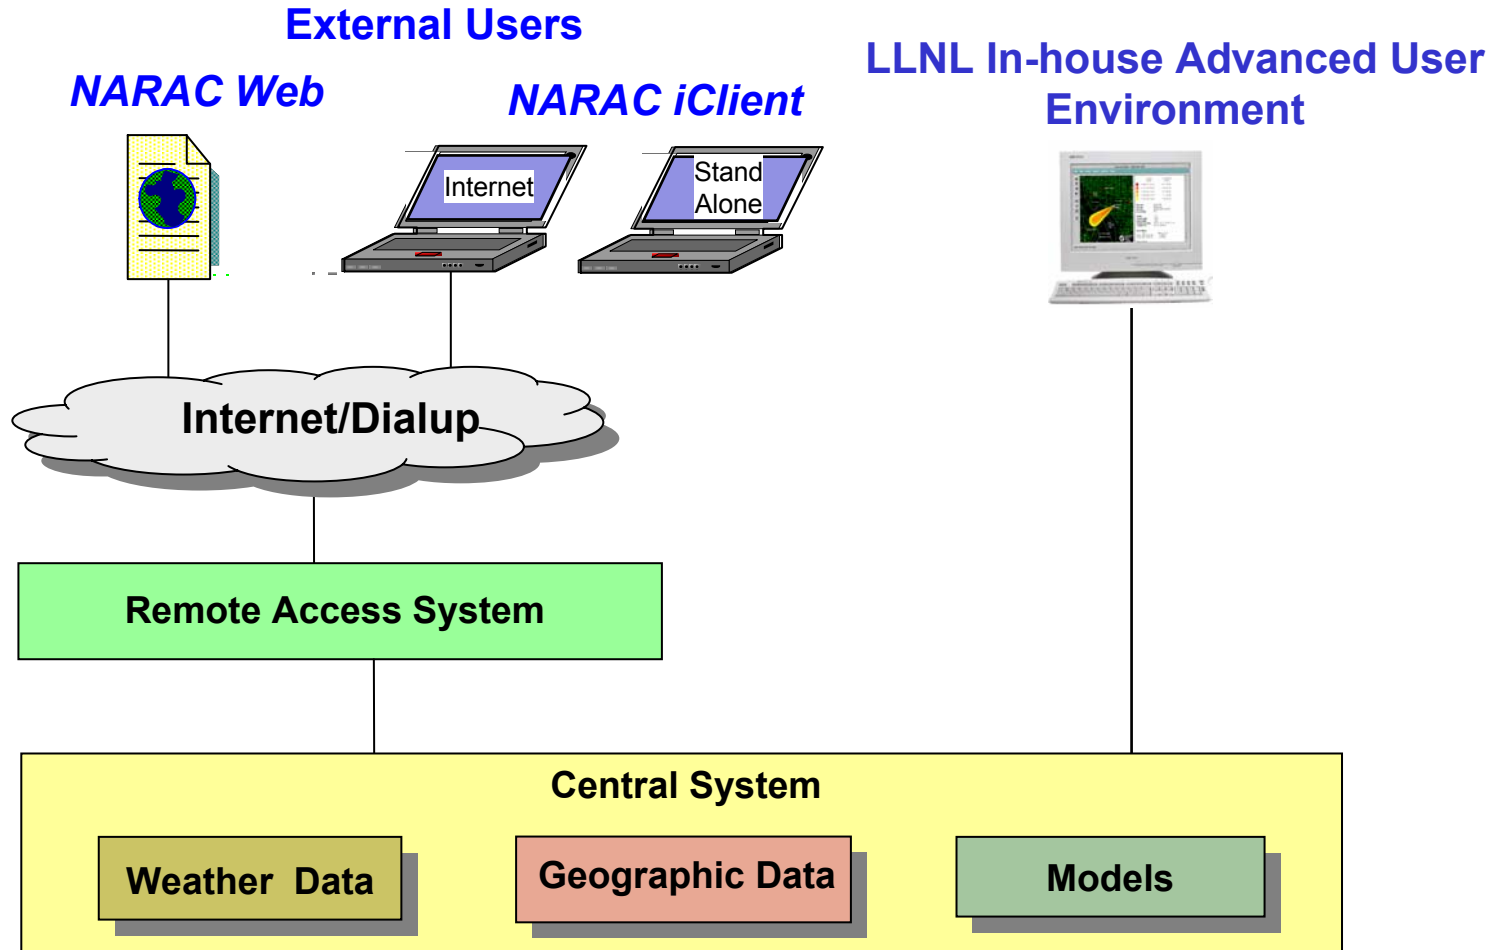 External Users
LLNL In-house Advanced User
Environment
NARAC Web
NARAC iClient
Internet
Stand
Alone
Internet/Dialup
Remote Access System
Central System
Weather Data
Geographic Data
Models